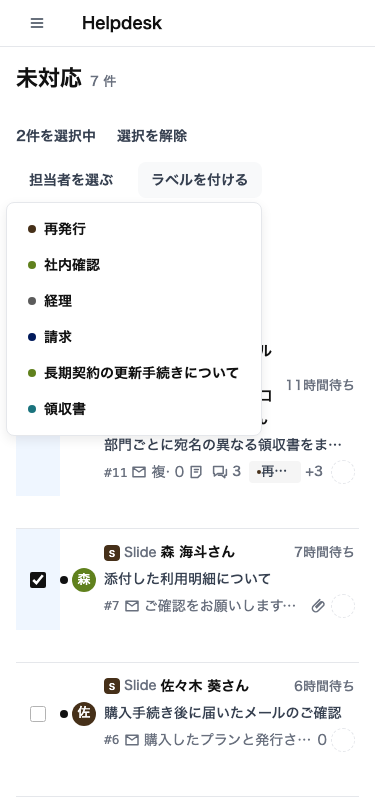 Helpdesk
未対応 7 件
2件を選択中 選択を解除
担当者を選ぶ ラベルを付ける
再発行
社内確認
経理
請求
長期契約の更新手続きについて
領収書
11時間待ち
部門ごとに宛名の異なる領収書をま…
#11 複· 0 3 再… +3
S Slide 森 海斗さん 7時間待ち
森 添付した利用明細について
#7 ご確認をお願いします…
S Slide 佐々木 葵さん 6時間待ち
佐 購入手続き後に届いたメールのご確認
#6 購入したプランと発行さ… 0